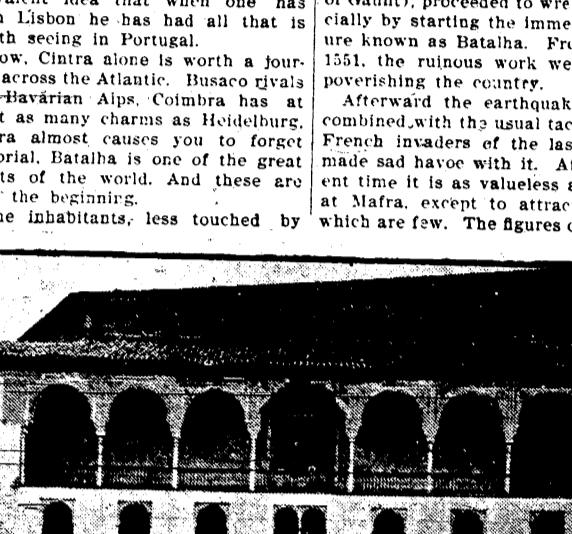 idea that when one has
Lisbon he has had all that is
th seeing in Portugal.
ow, Cintra alone is worth a jour-
across the Atlantic. Busaco rivals
Bavarian Alps, Coimbra has at
t as many charms as Heidelburg.
ra almost causes you to forget
orial, Batalha is one of the great
ts of the world. And these are
the beginning.
he inhabitants, less touched by
of Gaunt), proceeded to wre
cially by starting the imme
ure known as Batalha. Fr
1551, the ruinous work we
poverishing the country.
Afterward the earthquak
combined with the usual tac
French invaders of the las
made sad havoc with it. A
ent time it is as valueless a
at Mafra, except to attrac
which are few. The figures o